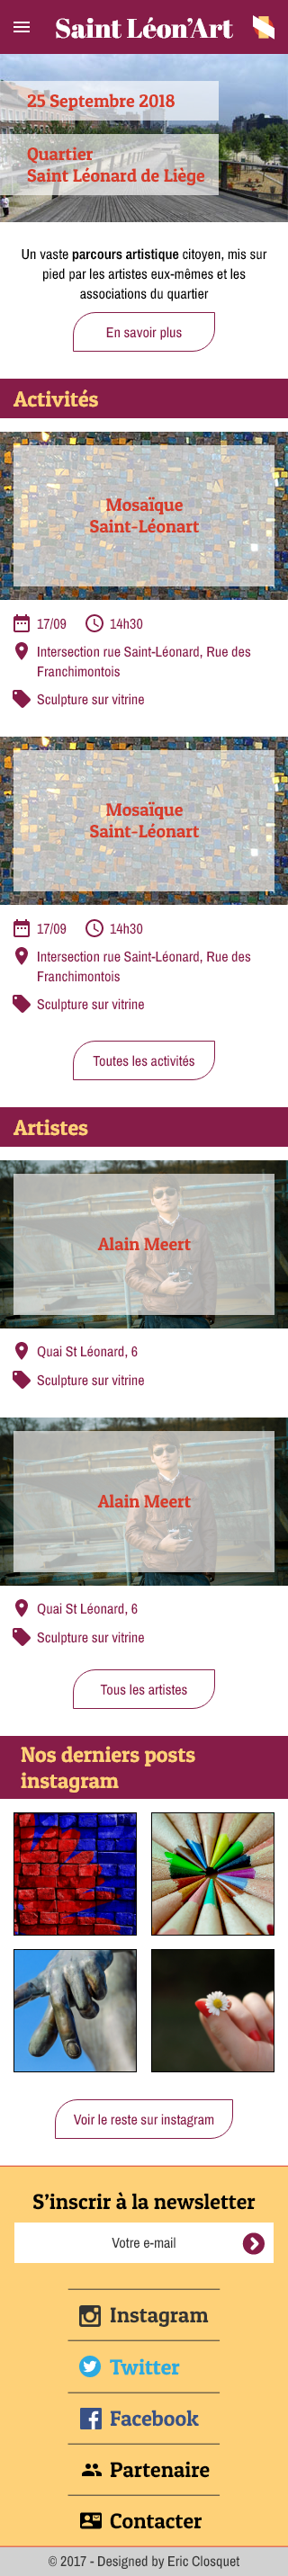 Saint Léon'Art
25 Septembre 2018
Quartier
Saint Léonard de Liège
Un vaste parcours artistique citoyen, mis sur
pied par les artistes eux-mêmes et les
associations du quartier
En savoir plus
Activités
Mosaïque
Saint-Léonart
17/09 14h30
Intersection rue Saint-Léonard, Rue des
Franchimontois
Sculpture sur vitrine
Mosaïque
Saint-Léonart
17/09 14h30
Intersection rue Saint-Léonard, Rue des
Franchimontois
Sculpture sur vitrine
Toutes les activités
Artistes
Alain Meert
Quai St Léonard, 6
Sculpture sur vitrine
Alain Meert
Quai St Léonard, 6
Sculpture sur vitrine
Tous les artistes
Nos derniers posts
instagram
Voir le reste sur instagram
S'inscrir à la newsletter
Votre e-mail
Instagram
Twitter
Facebook
Partenaire
Contacter
© 2017 - Designed by Eric Closquet